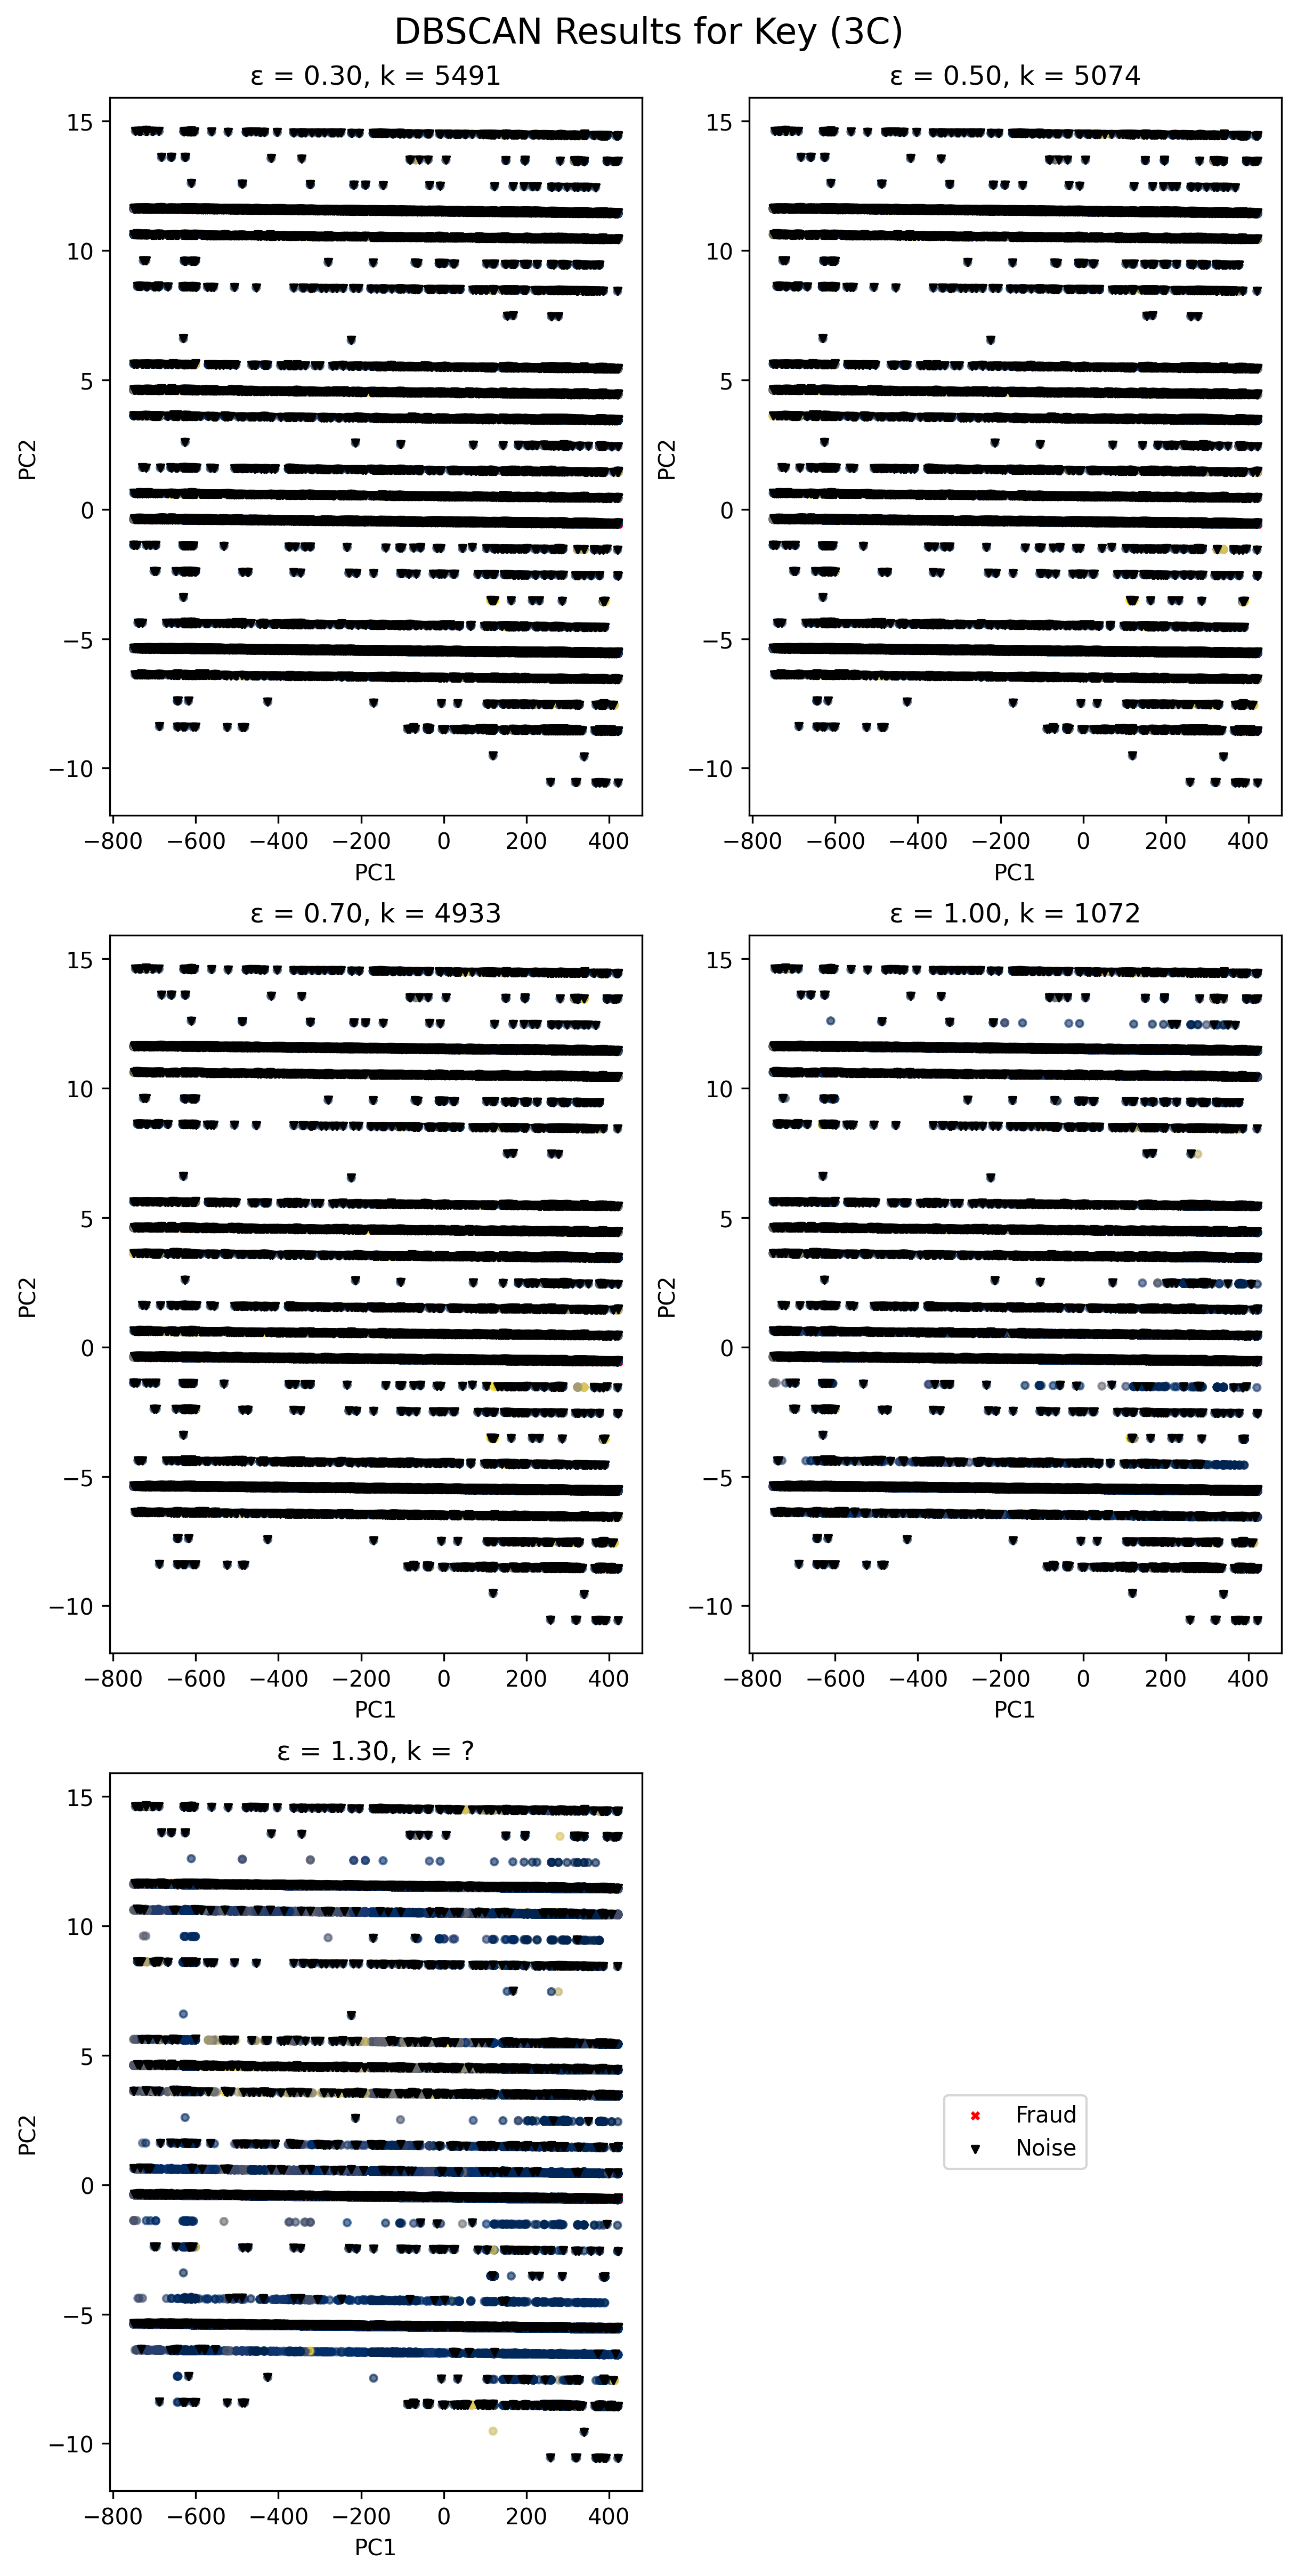 DBSCAN Results for Key (3C)
ε = 0.30, k = 5491
ε = 0.50, k = 5074
15
10
5
0
−5
−10
PC2
−800 −600 −400 −200 0 200 400
PC1
15
10
5
0
−5
−10
PC2
−800 −600 −400 −200 0 200 400
PC1
ε = 0.70, k = 4933
ε = 1.00, k = 1072
15
10
5
0
−5
−10
PC2
−800 −600 −400 −200 0 200 400
PC1
15
10
5
0
−5
−10
PC2
−800 −600 −400 −200 0 200 400
PC1
ε = 1.30, k = ?
15
10
5
0
−5
−10
PC2
−800 −600 −400 −200 0 200 400
PC1
Fraud
Noise